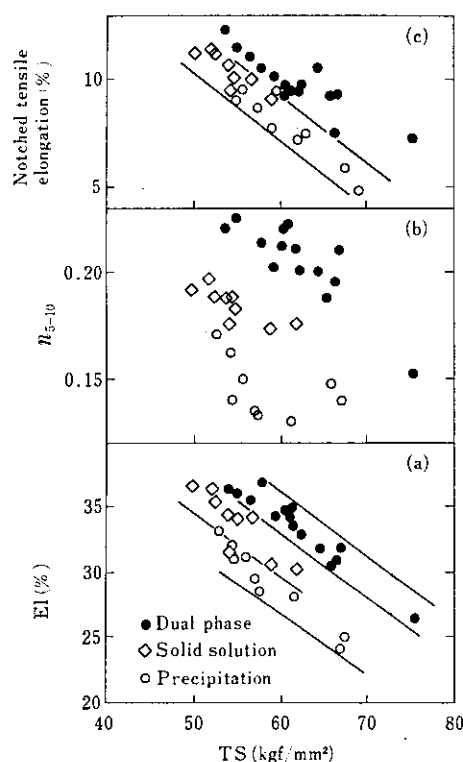 (c)
Notched tensile
elongation (%)
10
5
(b)
n5-10
0.20
0.15
(a)
El (%)
35
30
25
20
● Dual phase
◇ Solid solution
○ Precipitation
40 50 60 70 80
TS (kgf/mm²)